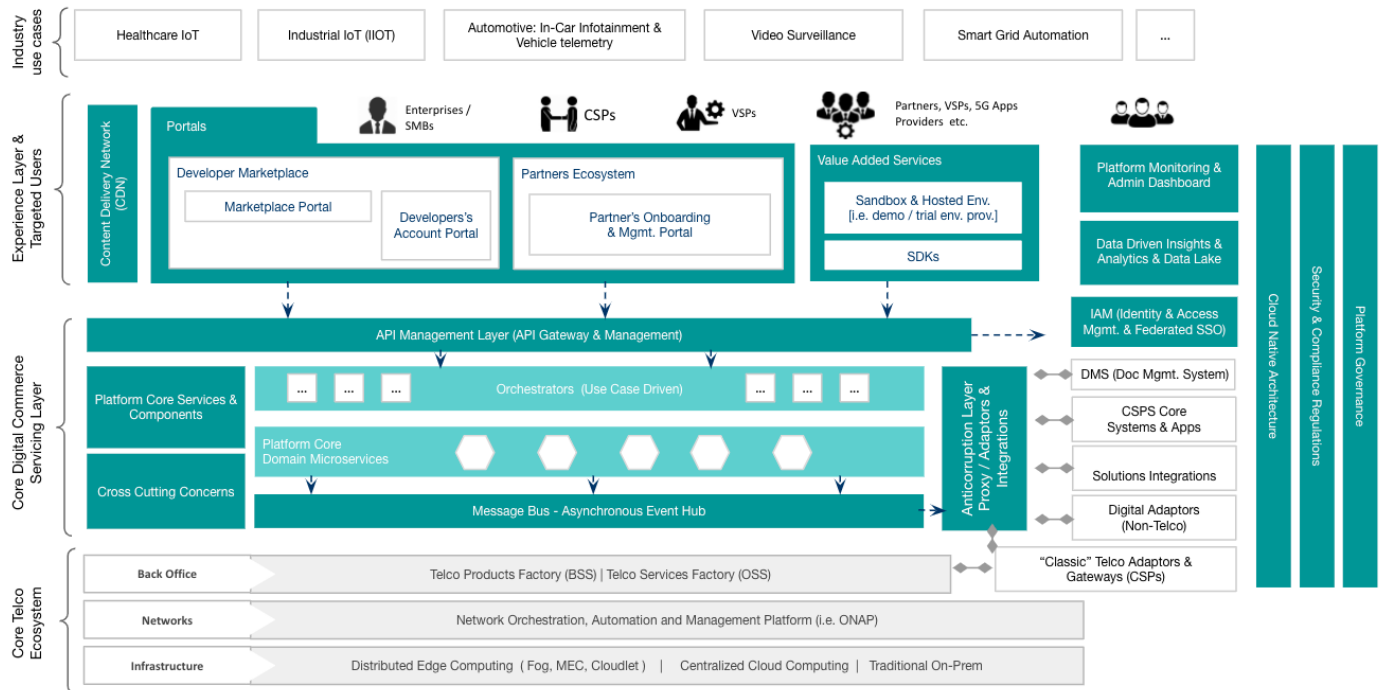 Industry
use cases
Healthcare IoT
Industrial IoT (IIOT)
Automotive: In-Car Infotainment &
Vehicle telemetry
Video Surveillance
Smart Grid Automation
...
Experience Layer &
Targeted Users
Content Delivery Network
(CDN)
Portals
Enterprises /
SMBs
CSPs
VSPs
Partners, VSPs, 5G Apps
Providers etc.
Developer Marketplace
Marketplace Portal
Developers's
Account Portal
Partners Ecosystem
Partner's Onboarding
& Mgmt. Portal
Value Added Services
Sandbox & Hosted Env.
[i.e. demo / trial env. prov.]
SDKs
Platform Monitoring &
Admin Dashboard
Data Driven Insights &
Analytics & Data Lake
IAM (Identity & Access
Mgmt. & Federated SSO)
Cloud Native Architecture
Security & Compliance Regulations
Platform Governance
Core Digital Commerce
Servicing Layer
API Management Layer (API Gateway & Management)
Platform Core Services &
Components
Cross Cutting Concerns
...
...
...
Orchestrators (Use Case Driven)
...
...
...
Platform Core
Domain Microservices
Message Bus - Asynchronous Event Hub
Anticorruption Layer
Proxy / Adaptors &
Integrations
DMS (Doc Mgmt. System)
CSPS Core
Systems & Apps
Solutions Integrations
Digital Adaptors
(Non-Telco)
"Classic" Telco Adaptors &
Gateways (CSPs)
Core Telco
Ecosystem
Back Office
Telco Products Factory (BSS) | Telco Services Factory (OSS)
Networks
Network Orchestration, Automation and Management Platform (i.e. ONAP)
Infrastructure
Distributed Edge Computing ( Fog, MEC, Cloudlet ) | Centralized Cloud Computing | Traditional On-Prem